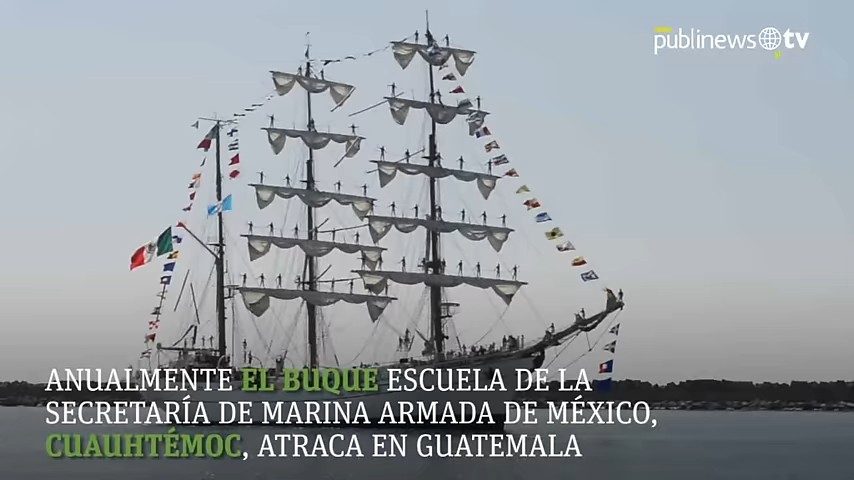 publinews tv
ANUALMENTE EL BUQUE ESCUELA DE LA
SECRETARÍA DE MARINA ARMADA DE MÉXICO,
CUAUHTÉMOC, ATRACA EN GUATEMALA